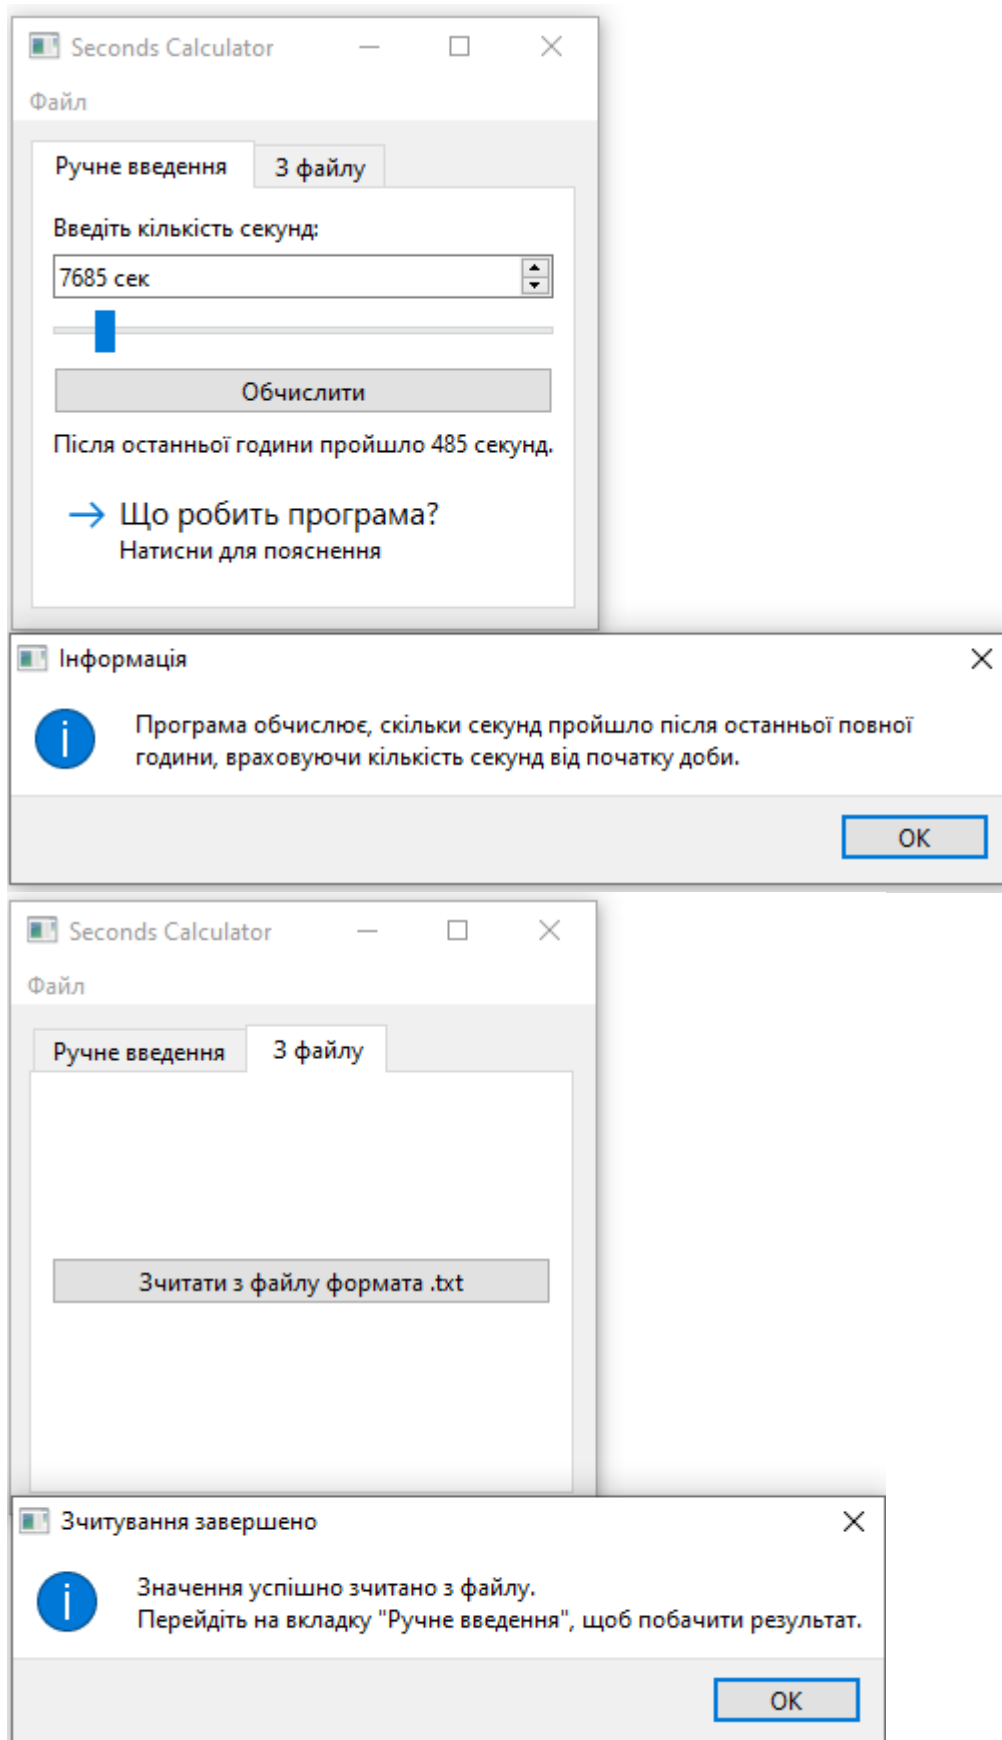 Seconds Calculator
Файл
Ручне введення З файлу
Введіть кількість секунд:
7685 сек
Обчислити
Після останньої години пройшло 485 секунд.
Що робить програма?
Натисни для пояснення
Інформація
Програма обчислює, скільки секунд пройшло після останньої повної
години, враховуючи кількість секунд від початку доби.
OK
Seconds Calculator
Файл
Ручне введення З файлу
Зчитати з файлу формата .txt
Зчитування завершено
Значення успішно зчитано з файлу.
Перейдіть на вкладку "Ручне введення", щоб побачити результат.
OK